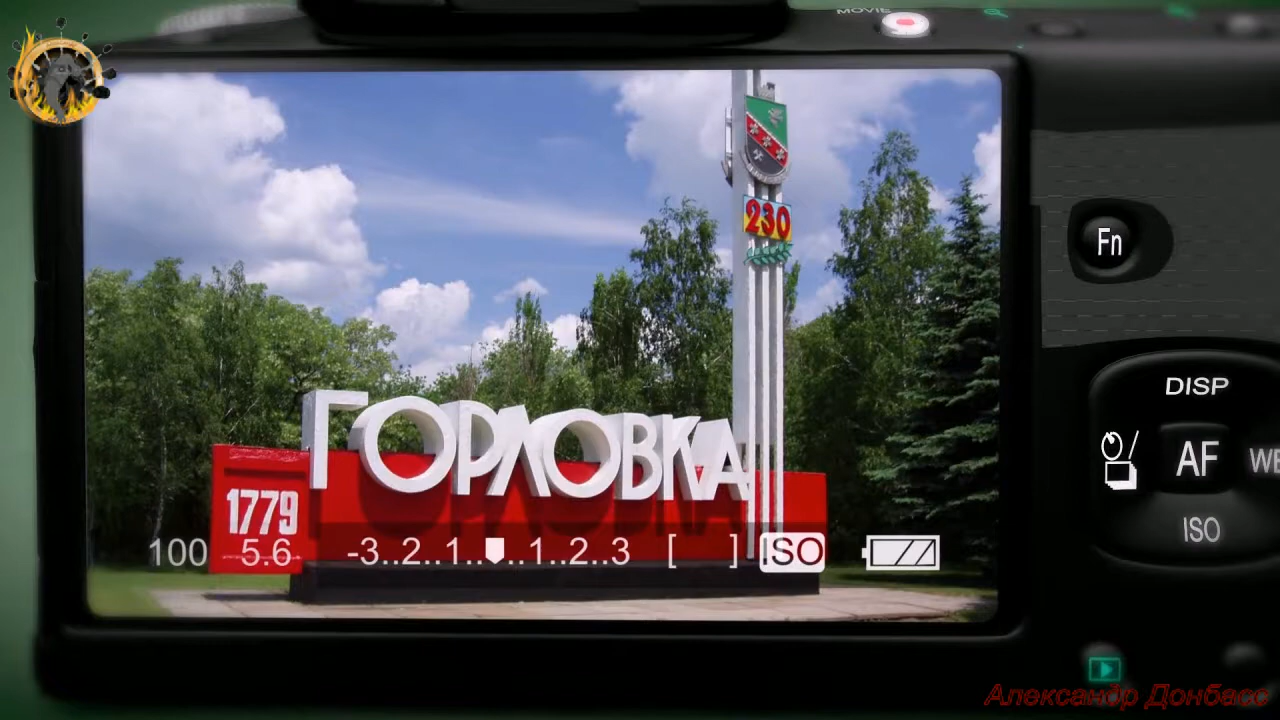 MOVIE
230
Fn
DISP
ГОРЛОВКА
AF
WB
1779
ISO
100 5.6 -3..2..1.. ..1..2..3 [ ] ISO
Александр Донбасс